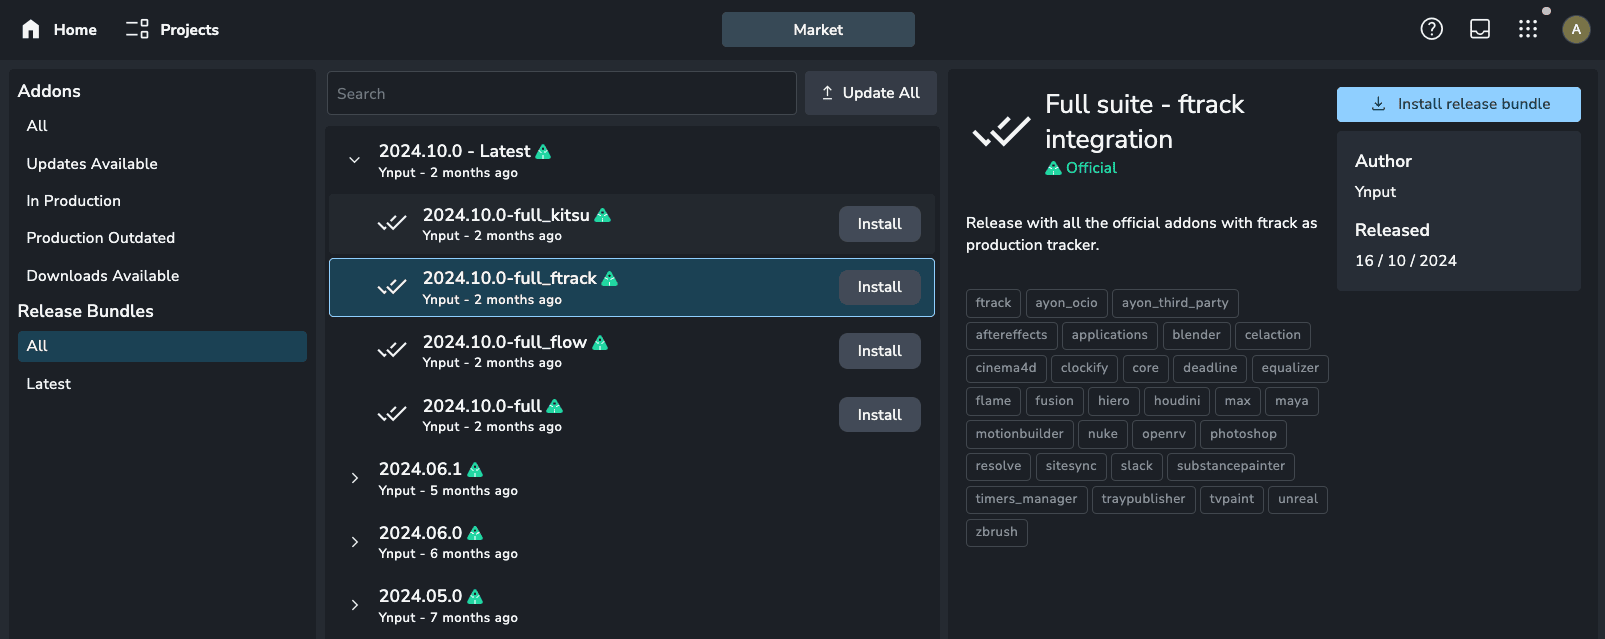 Home
Projects
Market
A
Addons
All
Updates Available
In Production
Production Outdated
Downloads Available
Release Bundles
All
Latest
Search
Update All
2024.10.0 - Latest
Ynput - 2 months ago
2024.10.0-full_kitsu
Ynput - 2 months ago
Install
2024.10.0-full_ftrack
Ynput - 2 months ago
Install
2024.10.0-full_flow
Ynput - 2 months ago
Install
2024.10.0-full
Ynput - 2 months ago
Install
2024.06.1
Ynput - 5 months ago
2024.06.0
Ynput - 6 months ago
2024.05.0
Ynput - 7 months ago
Full suite - ftrack
integration
Official
Release with all the official addons with ftrack as
production tracker.
ftrack ayon_ocio ayon_third_party
aftereffects applications blender celaction
cinema4d clockify core deadline equalizer
flame fusion hiero houdini max maya
motionbuilder nuke openrv photoshop
resolve sitesync slack substancepainter
timers_manager traypublisher tvpaint unreal
zbrush
Install release bundle
Author
Ynput
Released
16 / 10 / 2024